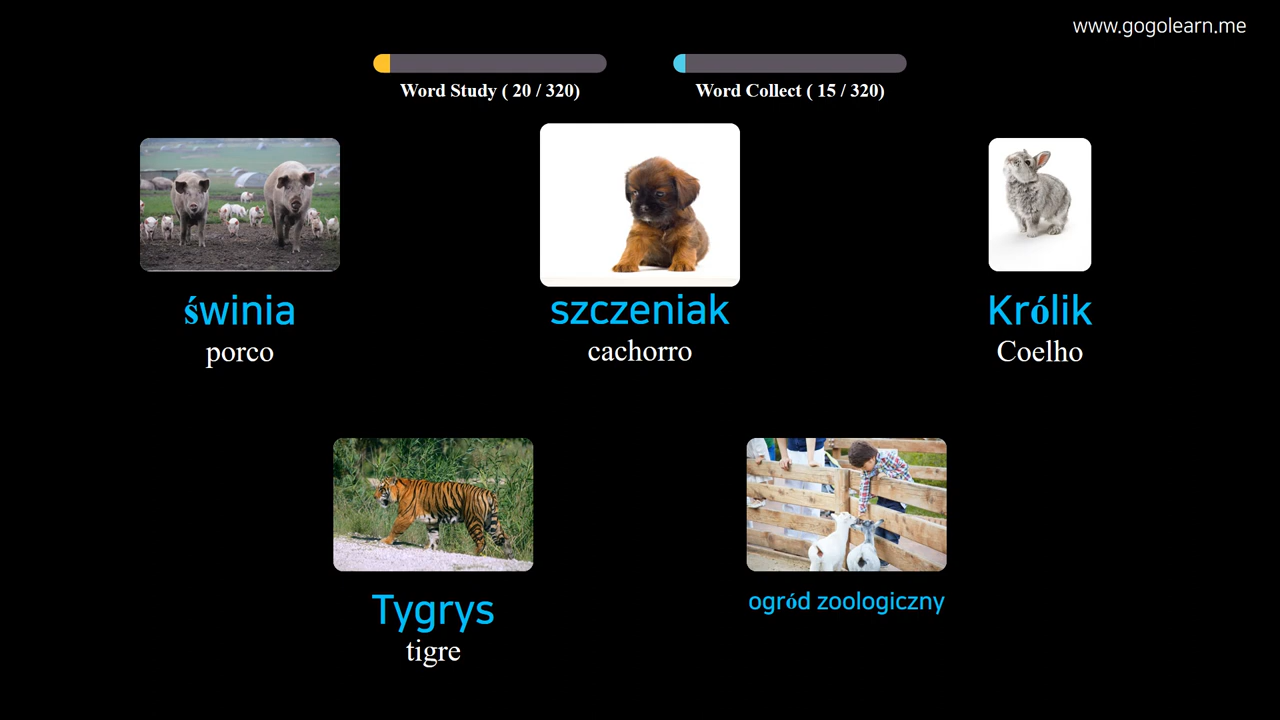 www.gogolearn.me
Word Study ( 20 / 320)
Word Collect ( 15 / 320)
świnia
porco
szczeniak
cachorro
Królik
Coelho
Tygrys
tigre
ogród zoologiczny